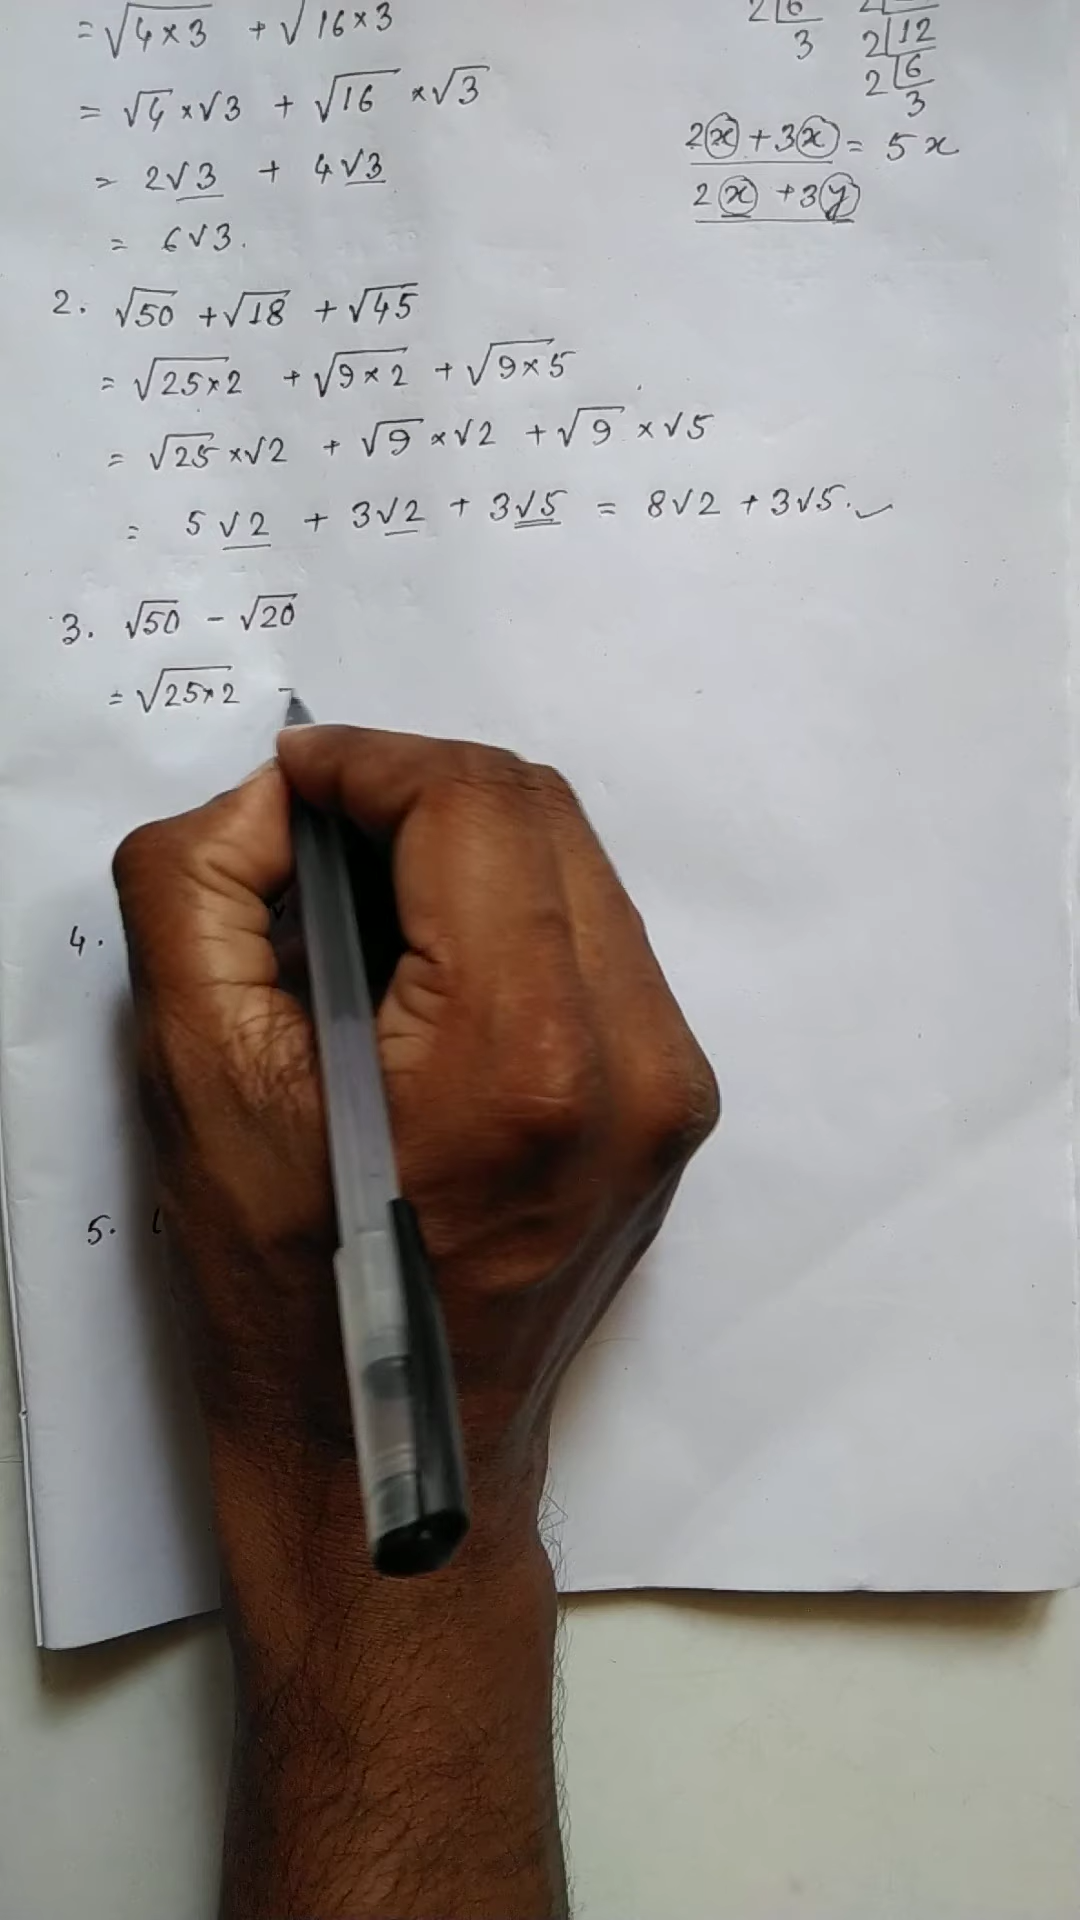 = √4×3 + √16×3
= √4 ×√3 + √16 ×√3
= 2√3 + 4√3
= 6√3.
2 6
3
2 12
2 6
3
2x + 3x = 5x
2x + 3y
2. √50 + √18 + √45
= √25×2 + √9×2 + √9×5
= √25 ×√2 + √9 ×√2 + √9 ×√5
= 5√2 + 3√2 + 3√5 = 8√2 + 3√5.
3. √50 - √20
= √25×2 -
4.
5. (